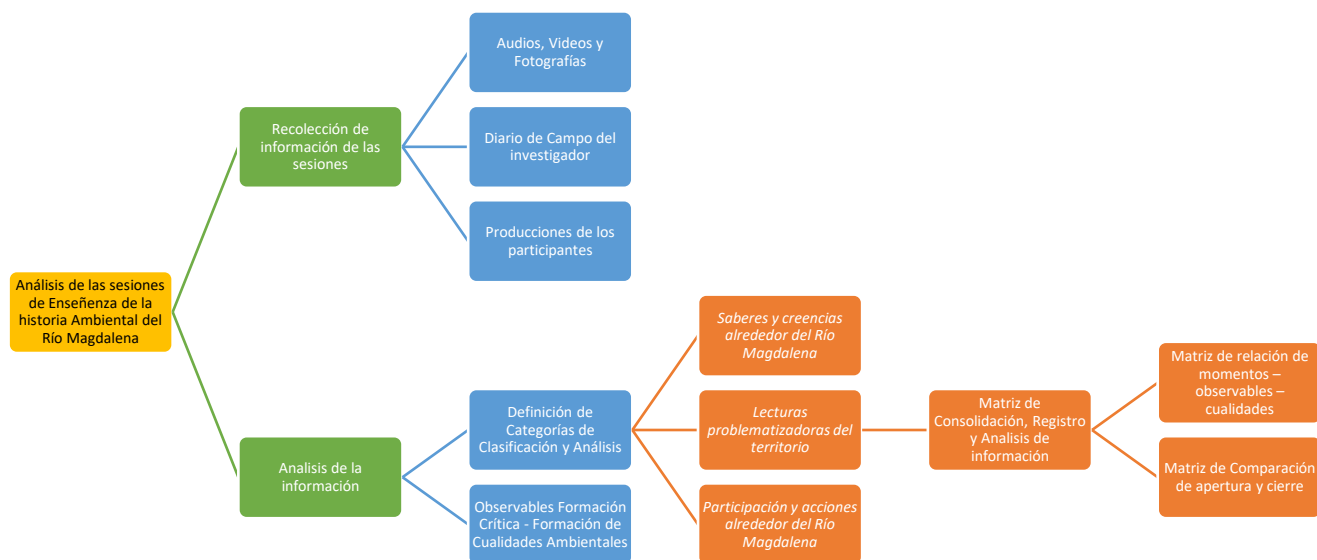 Análisis de las sesiones
de Enseñenza de la
historia Ambiental del
Río Magdalena
Recolección de
información de las
sesiones
Audios, Videos y
Fotografías
Diario de Campo del
investigador
Producciones de los
participantes
Analisis de la
información
Definición de
Categorías de
Clasificación y Análisis
Observables Formación
Crítica - Formación de
Cualidades Ambientales
Saberes y creencias
alrededor del Río
Magdalena
Lecturas
problematizadoras del
territorio
Participación y acciones
alrededor del Río
Magdalena
Matriz de
Consolidación, Registro
y Analisis de
información
Matriz de relación de
momentos –
observables –
cualidades
Matriz de Comparación
de apertura y cierre